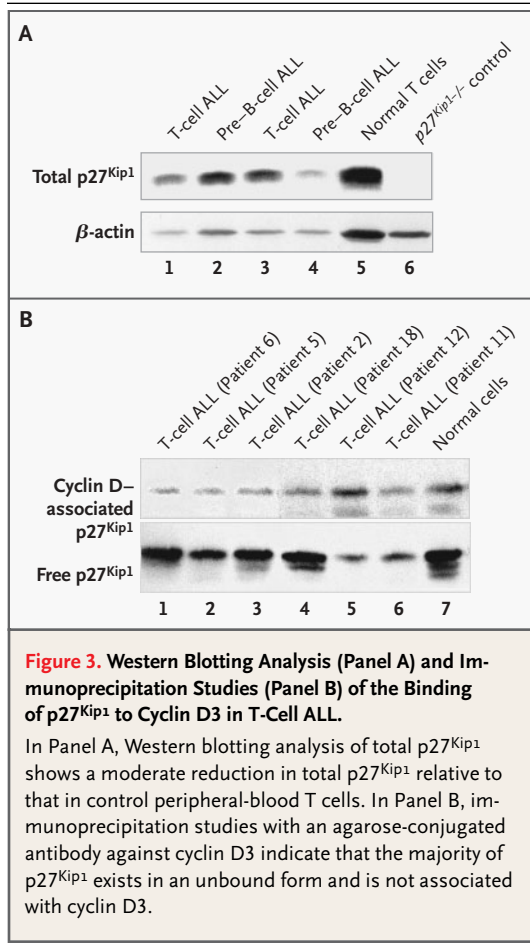 A
T-cell ALL
Pre–B-cell ALL
T-cell ALL
Pre–B-cell ALL
Normal T cells
p27Kip1-/- control
Total p27Kip1
β-actin
1 2 3 4 5 6
B
T-cell ALL (Patient 6)
T-cell ALL (Patient 5)
T-cell ALL (Patient 2)
T-cell ALL (Patient 18)
T-cell ALL (Patient 12)
T-cell ALL (Patient 11)
Normal cells
Cyclin D–
associated
p27Kip1
Free p27Kip1
1 2 3 4 5 6 7
Figure 3. Western Blotting Analysis (Panel A) and Im-
munoprecipitation Studies (Panel B) of the Binding
of p27Kip1 to Cyclin D3 in T-Cell ALL.
In Panel A, Western blotting analysis of total p27Kip1
shows a moderate reduction in total p27Kip1 relative to
that in control peripheral-blood T cells. In Panel B, im-
munoprecipitation studies with an agarose-conjugated
antibody against cyclin D3 indicate that the majority of
p27Kip1 exists in an unbound form and is not associated
with cyclin D3.